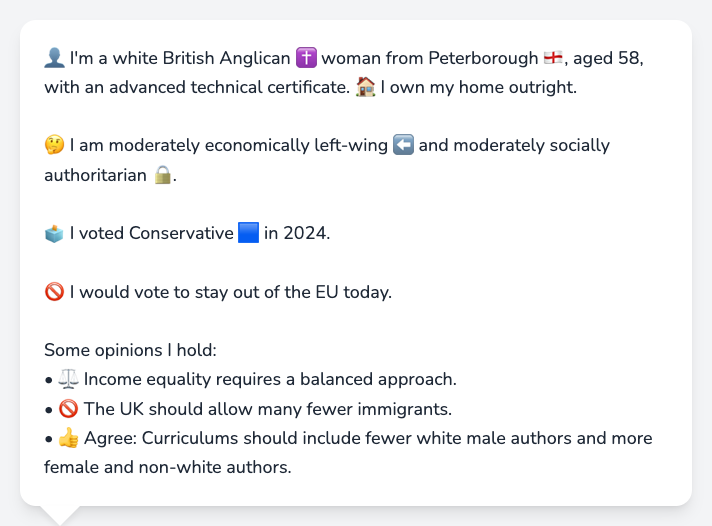 👤 I'm a white British Anglican ✝️ woman from Peterborough 🏴󠁧󠁢󠁥󠁮󠁧󠁿, aged 58,
with an advanced technical certificate. 🏠 I own my home outright.
🤔 I am moderately economically left-wing ⬅️ and moderately socially
authoritarian 🔒.
🗳️ I voted Conservative 🟦 in 2024.
🚫 I would vote to stay out of the EU today.
Some opinions I hold:
• ⚖️ Income equality requires a balanced approach.
• 🚫 The UK should allow many fewer immigrants.
• 👍 Agree: Curriculums should include fewer white male authors and more
female and non-white authors.